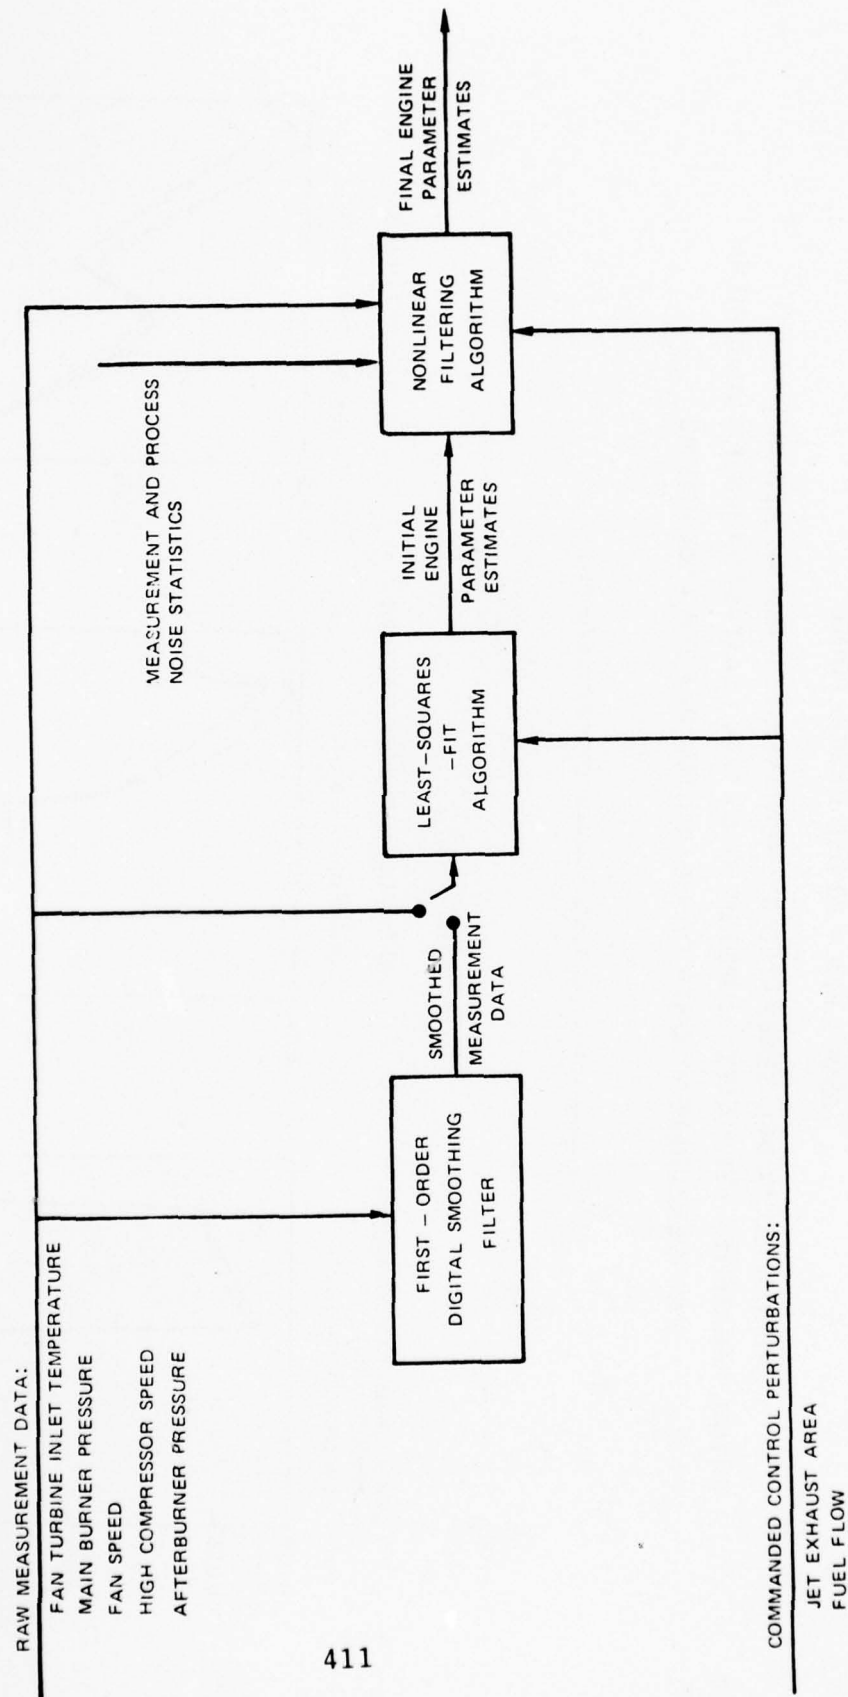 RAW MEASUREMENT DATA:
FAN TURBINE INLET TEMPERATURE
MAIN BURNER PRESSURE
FAN SPEED
HIGH COMPRESSOR SPEED
AFTERBURNER PRESSURE
MEASUREMENT AND PROCESS
NOISE STATISTICS
FIRST - ORDER
DIGITAL SMOOTHING
FILTER
SMOOTHED
MEASUREMENT
DATA
LEAST-SQUARES
-FIT
ALGORITHM
INITIAL
ENGINE
PARAMETER
ESTIMATES
NONLINEAR
FILTERING
ALGORITHM
FINAL ENGINE
PARAMETER
ESTIMATES
COMMANDED CONTROL PERTURBATIONS:
JET EXHAUST AREA
FUEL FLOW
411